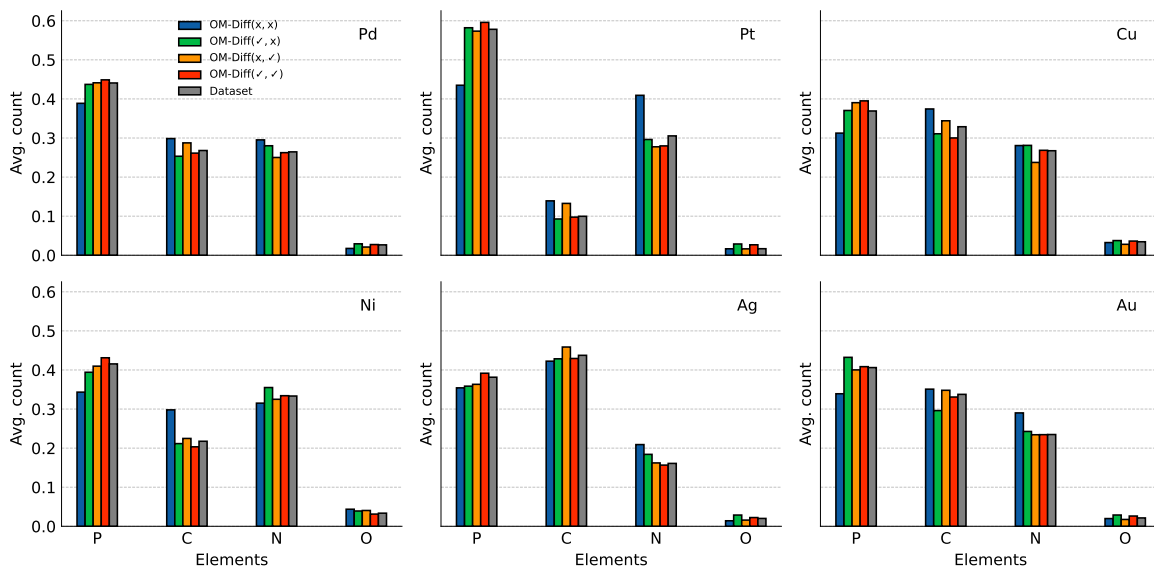 0.6
0.5
0.4
0.3
0.2
0.1
0.0
Avg. count
OM-Diff(x, x)
OM-Diff(✓, x)
OM-Diff(x, ✓)
OM-Diff(✓, ✓)
Dataset
Pd
Avg. count
Pt
Avg. count
Cu
0.6
0.5
0.4
0.3
0.2
0.1
0.0
Avg. count
Ni
P C N O
Elements
Avg. count
Ag
P C N O
Elements
Avg. count
Au
P C N O
Elements